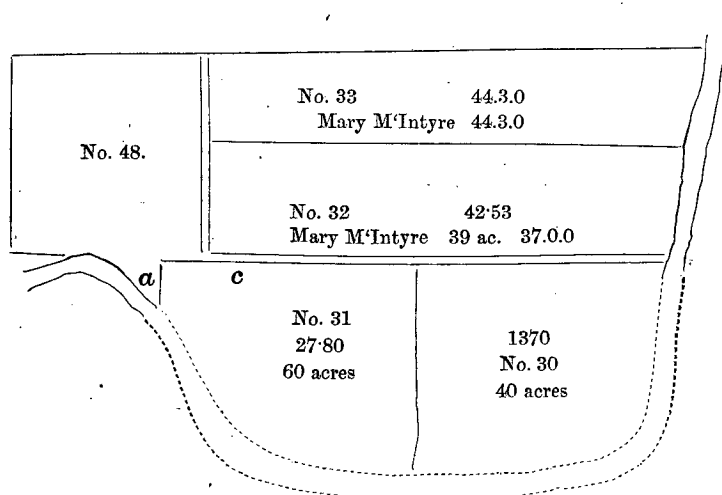 No. 33 44.3.0
Mary M‘Intyre 44.3.0
No. 48.
No. 32 42·53
Mary M‘Intyre 39 ac. 37.0.0
a c
No. 31
27·80
60 acres
1370
No. 30
40 acres